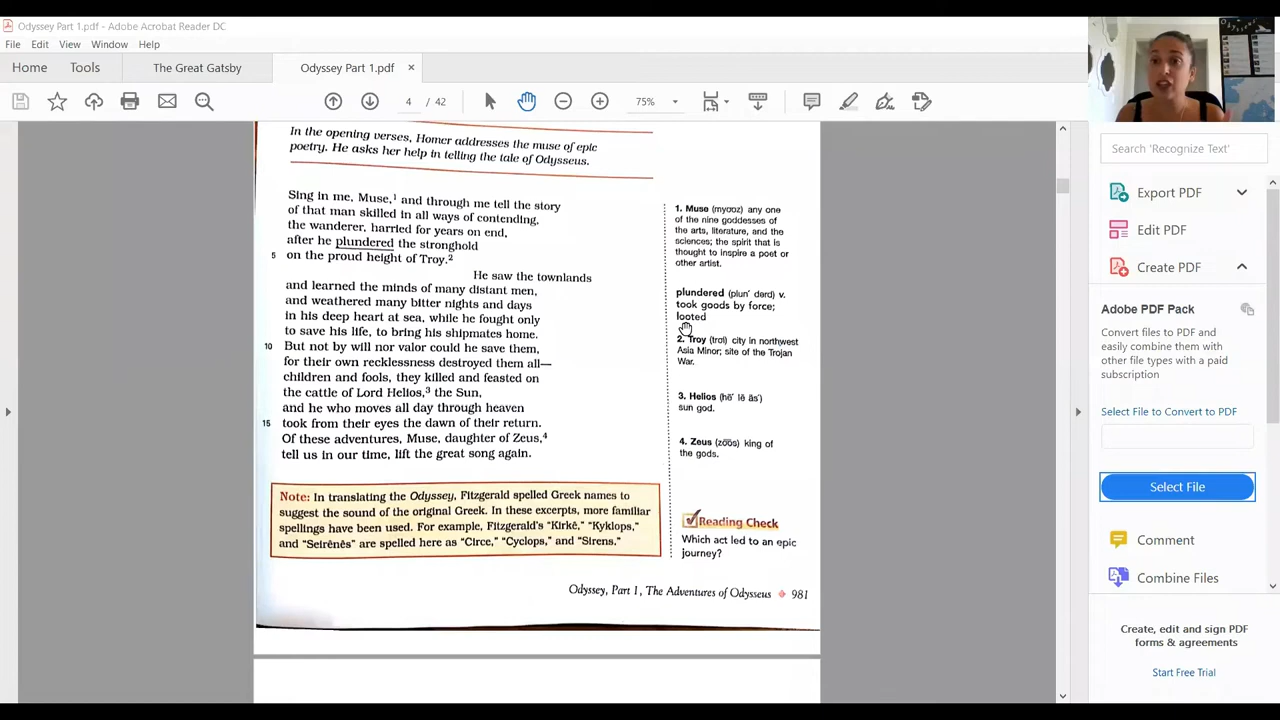 Odyssey Part 1.pdf - Adobe Acrobat Reader DC
File Edit View Window Help
Home Tools The Great Gatsby Odyssey Part 1.pdf ×
4 / 42 75%
In the opening verses, Homer addresses the muse of epic
poetry. He asks her help in telling the tale of Odysseus.
Sing in me, Muse,¹ and through me tell the story
of that man skilled in all ways of contending,
the wanderer, harried for years on end,
after he plundered the stronghold
5 on the proud height of Troy.²
He saw the townlands
and learned the minds of many distant men,
and weathered many bitter nights and days
in his deep heart at sea, while he fought only
to save his life, to bring his shipmates home.
10 But not by will nor valor could he save them,
for their own recklessness destroyed them all—
children and fools, they killed and feasted on
the cattle of Lord Helios,³ the Sun,
and he who moves all day through heaven
15 took from their eyes the dawn of their return.
Of these adventures, Muse, daughter of Zeus,⁴
tell us in our time, lift the great song again.
Note: In translating the Odyssey, Fitzgerald spelled Greek names to
suggest the sound of the original Greek. In these excerpts, more familiar
spellings have been used. For example, Fitzgerald's "Kirkê," "Kyklops,"
and "Seirênês" are spelled here as "Circe," "Cyclops," and "Sirens."
1. Muse (myo͞oz) any one
of the nine goddesses of
the arts, literature, and the
sciences; the spirit that is
thought to inspire a poet or
other artist.
plundered (plun′ dərd) v.
took goods by force;
looted
2. Troy (troi) city in northwest
Asia Minor; site of the Trojan
War.
3. Helios (hē′ lē äs′)
sun god.
4. Zeus (zo͞os) king of
the gods.
Reading Check
Which act led to an epic
journey?
Odyssey, Part 1, The Adventures of Odysseus ♦ 981
Search 'Recognize Text'
Export PDF
Edit PDF
Create PDF
Adobe PDF Pack
Convert files to PDF and
easily combine them with
other file types with a paid
subscription
Select File to Convert to PDF
Select File
Comment
Combine Files
Create, edit and sign PDF
forms & agreements
Start Free Trial